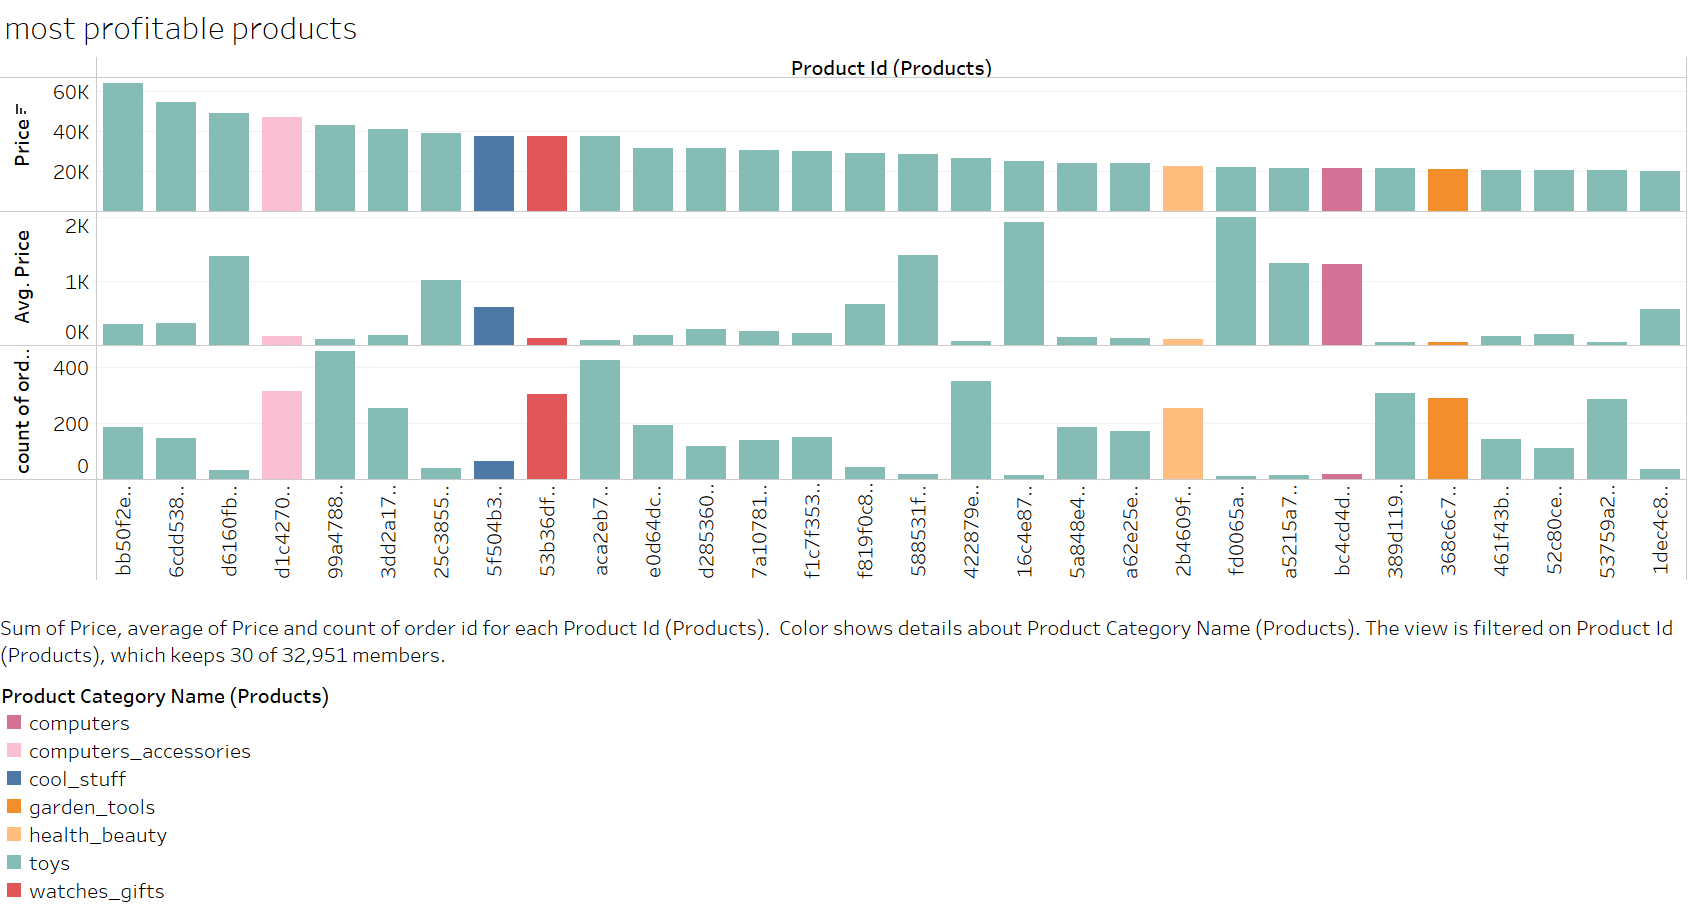 most profitable products
Product Id (Products)
Price
60K
40K
20K
Avg. Price
2K
1K
0K
count of ord..
400
200
0
bb50f2e..
6cdd538..
d6160fb..
d1c4270..
99a4788..
3dd2a17..
25c3855..
5f504b3..
53b36df..
aca2eb7..
e0d64dc..
d285360..
7a10781..
f1c7f353..
f819f0c8..
588531f..
422879e..
16c4e87..
5a848e4..
a62e25e..
2b4609f..
fd0065a..
a5215a7..
bc4cd4d..
389d119..
368c6c7..
461f43b..
52c80ce..
53759a2..
1dec4c8..
Sum of Price, average of Price and count of order id for each Product Id (Products).  Color shows details about Product Category Name (Products). The view is filtered on Product Id
(Products), which keeps 30 of 32,951 members.
Product Category Name (Products)
computers
computers_accessories
cool_stuff
garden_tools
health_beauty
toys
watches_gifts